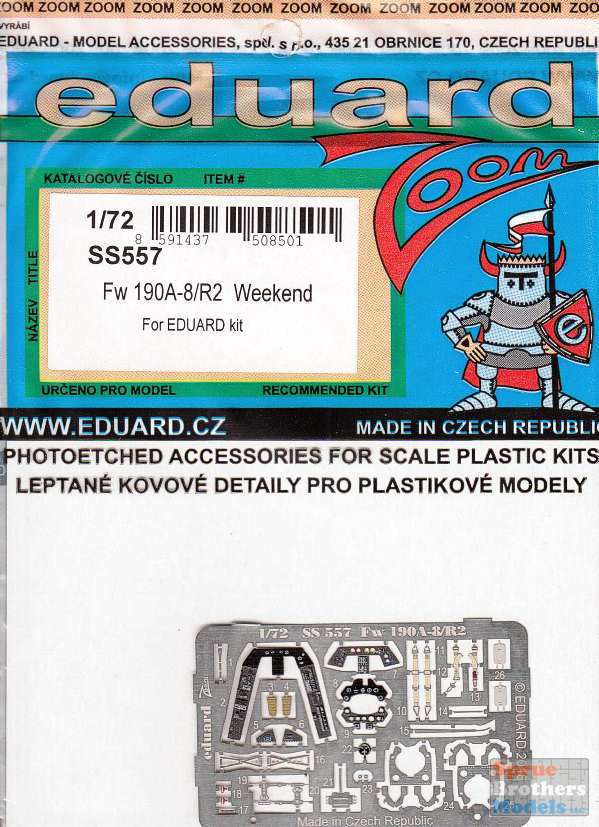 ZOOM ZOOM ZOOM ZOOM ZOOM ZOOM ZOOM ZOOM ZOOM
VYRÁBÍ
EDUARD - MODEL ACCESSORIES, spol. s r.o., 435 21 OBRNICE 170, CZECH REPUBLI
eduard
Zoom
KATALOGOVÉ ČÍSLO ITEM #
1/72
8 591437 508501
SS557
Fw 190A-8/R2 Weekend
For EDUARD kit
NÁZEV TITLE
URČENO PRO MODEL RECOMMENDED KIT
e
WWW.EDUARD.CZ MADE IN CZECH REPUBLIC
PHOTOETCHED ACCESSORIES FOR SCALE PLASTIC KITS
LEPTANÉ KOVOVÉ DETAILY PRO PLASTIKOVÉ MODELY
1/72 SS 557 Fw 190A-8/R2
eduard
©EDUARD
Made in Czech Republic
Sprue
Brothers
Models LLC